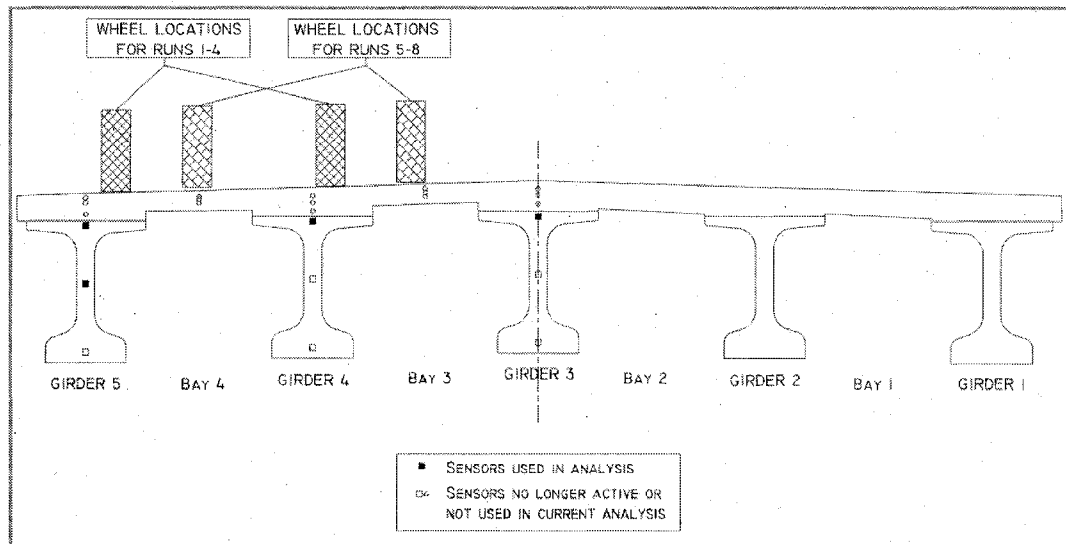 WHEEL LOCATIONS
FOR RUNS 1-4
WHEEL LOCATIONS
FOR RUNS 5-8
GIRDER 5
BAY 4
GIRDER 4
BAY 3
GIRDER 3
BAY 2
GIRDER 2
BAY 1
GIRDER 1
SENSORS USED IN ANALYSIS
SENSORS NO LONGER ACTIVE OR
NOT USED IN CURRENT ANALYSIS